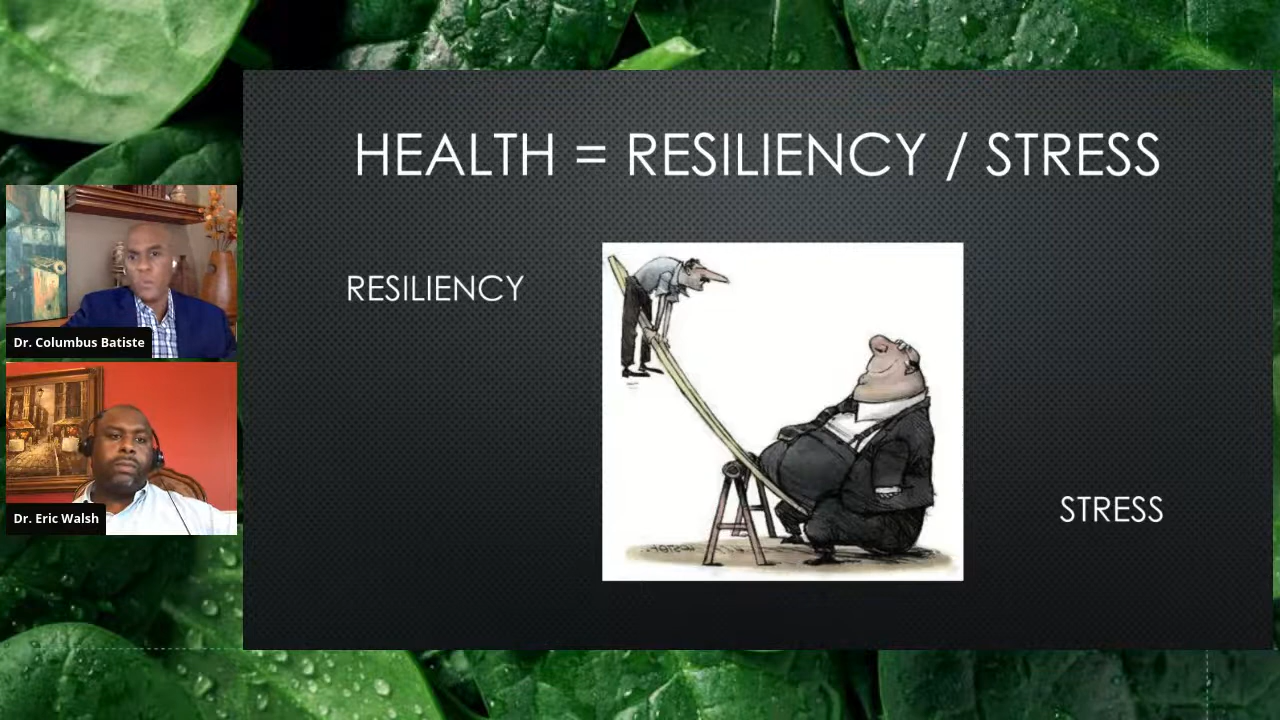 HEALTH = RESILIENCY / STRESS
RESILIENCY
STRESS
Dr. Columbus Batiste
Dr. Eric Walsh